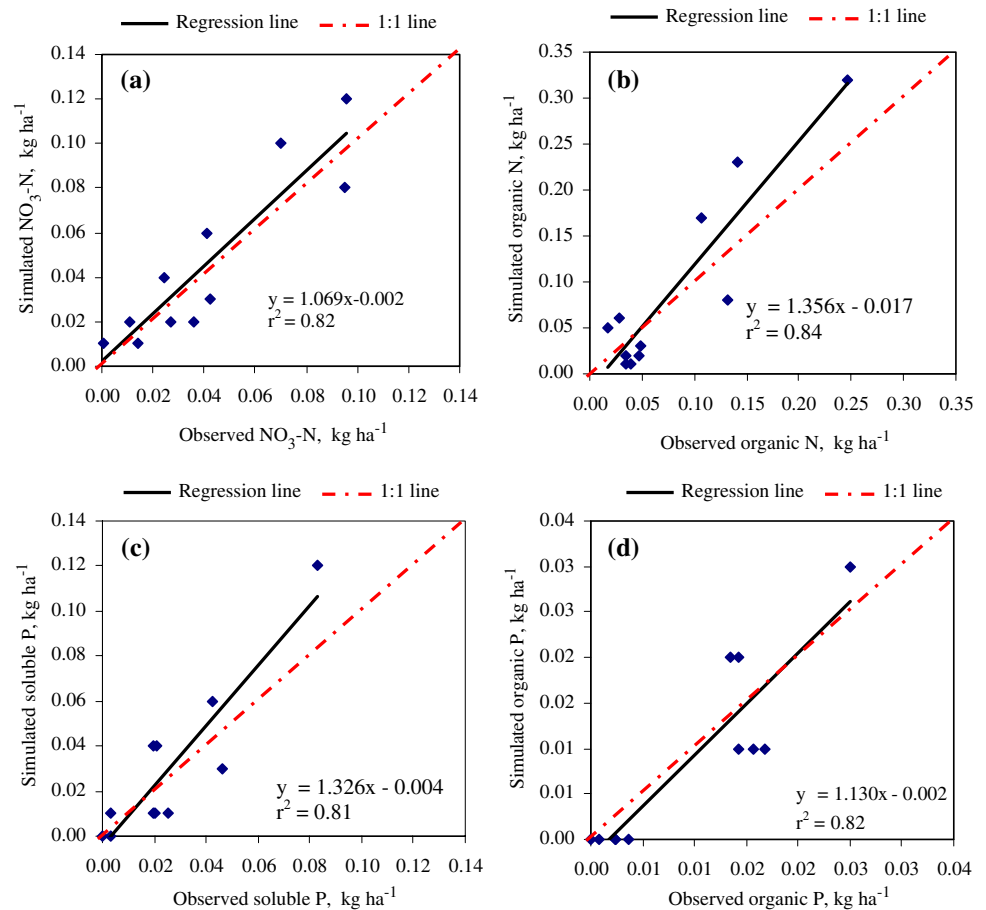 Regression line 1:1 line
(a)
Simulated NO3-N, kg ha-1
0.14
0.12
0.10
0.08
0.06
0.04
0.02
0.00
y = 1.069x-0.002
r2 = 0.82
0.00 0.02 0.04 0.06 0.08 0.10 0.12 0.14
Observed NO3-N, kg ha-1
Regression line 1:1 line
(b)
Simulated organic N, kg ha-1
0.35
0.30
0.25
0.20
0.15
0.10
0.05
0.00
y = 1.356x - 0.017
r2 = 0.84
0.00 0.05 0.10 0.15 0.20 0.25 0.30 0.35
Observed organic N, kg ha-1
Regression line 1:1 line
(c)
Simulated soluble P, kg ha-1
0.14
0.12
0.10
0.08
0.06
0.04
0.02
0.00
y = 1.326x - 0.004
r2 = 0.81
0.00 0.02 0.04 0.06 0.08 0.10 0.12 0.14
Observed soluble P, kg ha-1
Regression line 1:1 line
(d)
Simulated organic P, kg ha-1
0.04
0.03
0.03
0.02
0.02
0.01
0.01
0.00
y = 1.130x - 0.002
r2 = 0.82
0.00 0.01 0.01 0.02 0.02 0.03 0.03 0.04
Observed organic P, kg ha-1